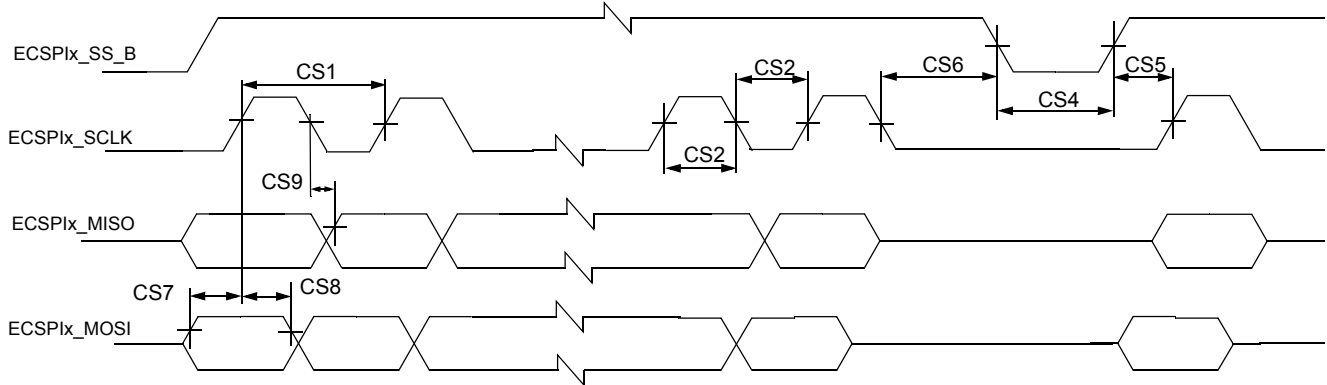 ECSPIx_SS_B
CS1
CS2
CS6
CS5
CS4
ECSPIx_SCLK
CS2
CS9
ECSPIx_MISO
CS7
CS8
ECSPIx_MOSI